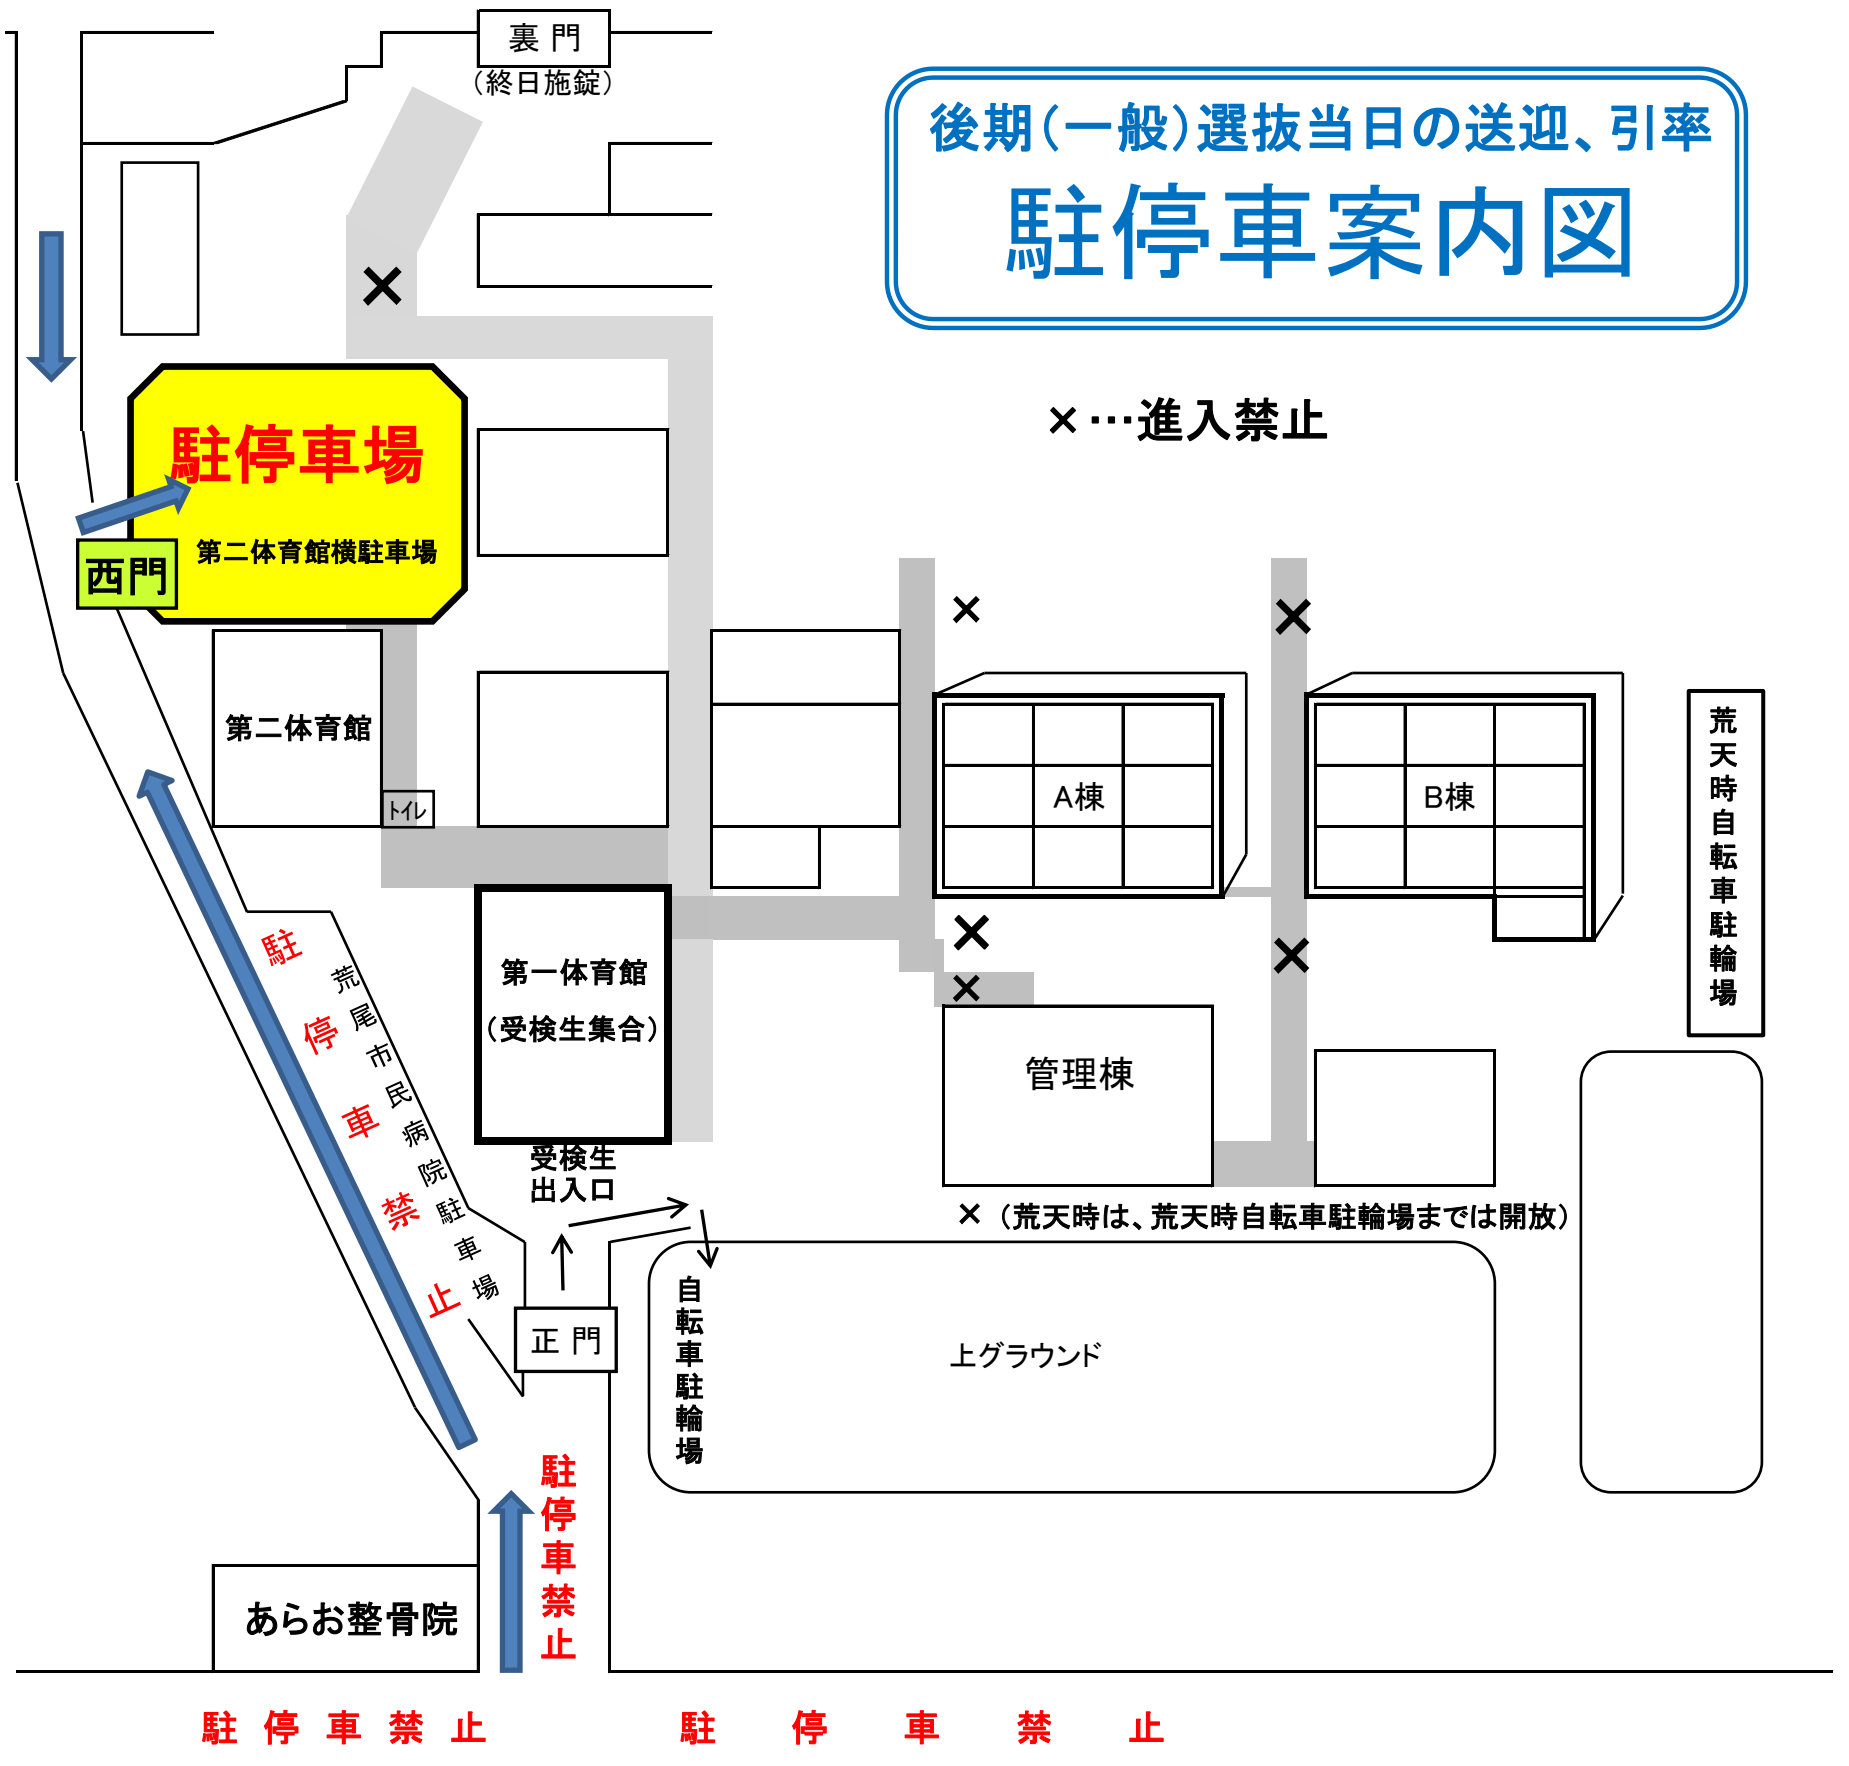 裏 門
（終日施錠）
後期（一般）選抜当日の送迎、引率
駐停車案内図
×…進入禁止
駐停車場
第二体育館横駐車場
西門
×
×
×
第二体育館
トイレ
A棟
B棟
荒天時自転車駐輪場
第一体育館
（受検生集合）
×
×
×
管理棟
受検生
出入口
×（荒天時は、荒天時自転車駐輪場までは開放）
駐停車禁止
荒尾市民病院駐車場
正 門
自転車駐輪場
上グラウンド
駐停車禁止
あらお整骨院
駐停車禁止
駐停車禁止